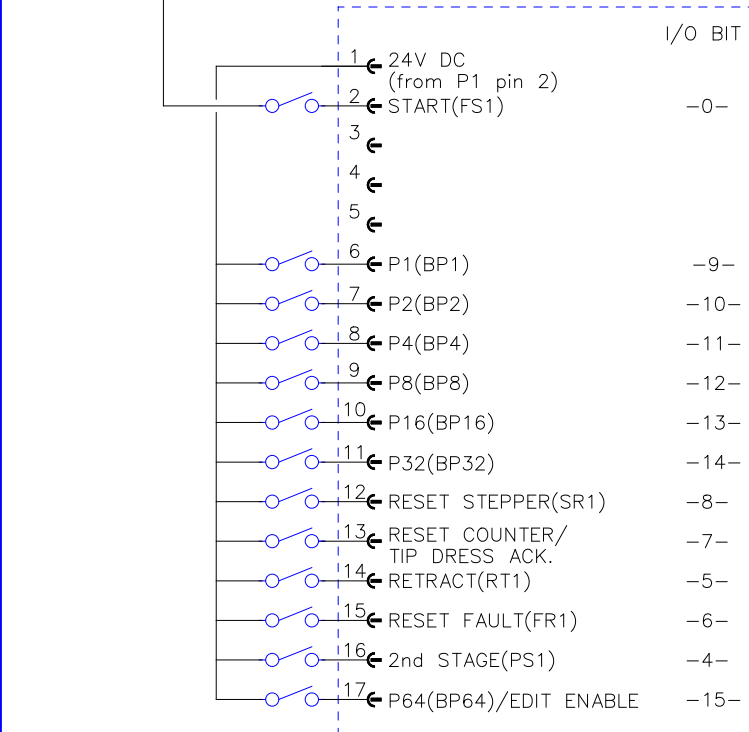 I/O BIT
1 24V DC
(from P1 pin 2)
2 START(FS1) -0-
3
4
5
6 P1(BP1) -9-
7 P2(BP2) -10-
8 P4(BP4) -11-
9 P8(BP8) -12-
10 P16(BP16) -13-
11 P32(BP32) -14-
12 RESET STEPPER(SR1) -8-
13 RESET COUNTER/ -7-
TIP DRESS ACK.
14 RETRACT(RT1) -5-
15 RESET FAULT(FR1) -6-
16 2nd STAGE(PS1) -4-
17 P64(BP64)/EDIT ENABLE -15-